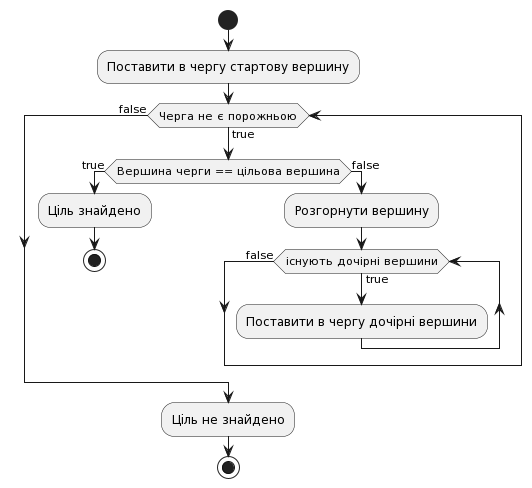 Поставити в чергу стартову вершину
false
Черга не є порожньою
true
true
Вершина черги == цільова вершина
false
Ціль знайдено
Розгорнути вершину
false
існують дочірні вершини
true
Поставити в чергу дочірні вершини
Ціль не знайдено